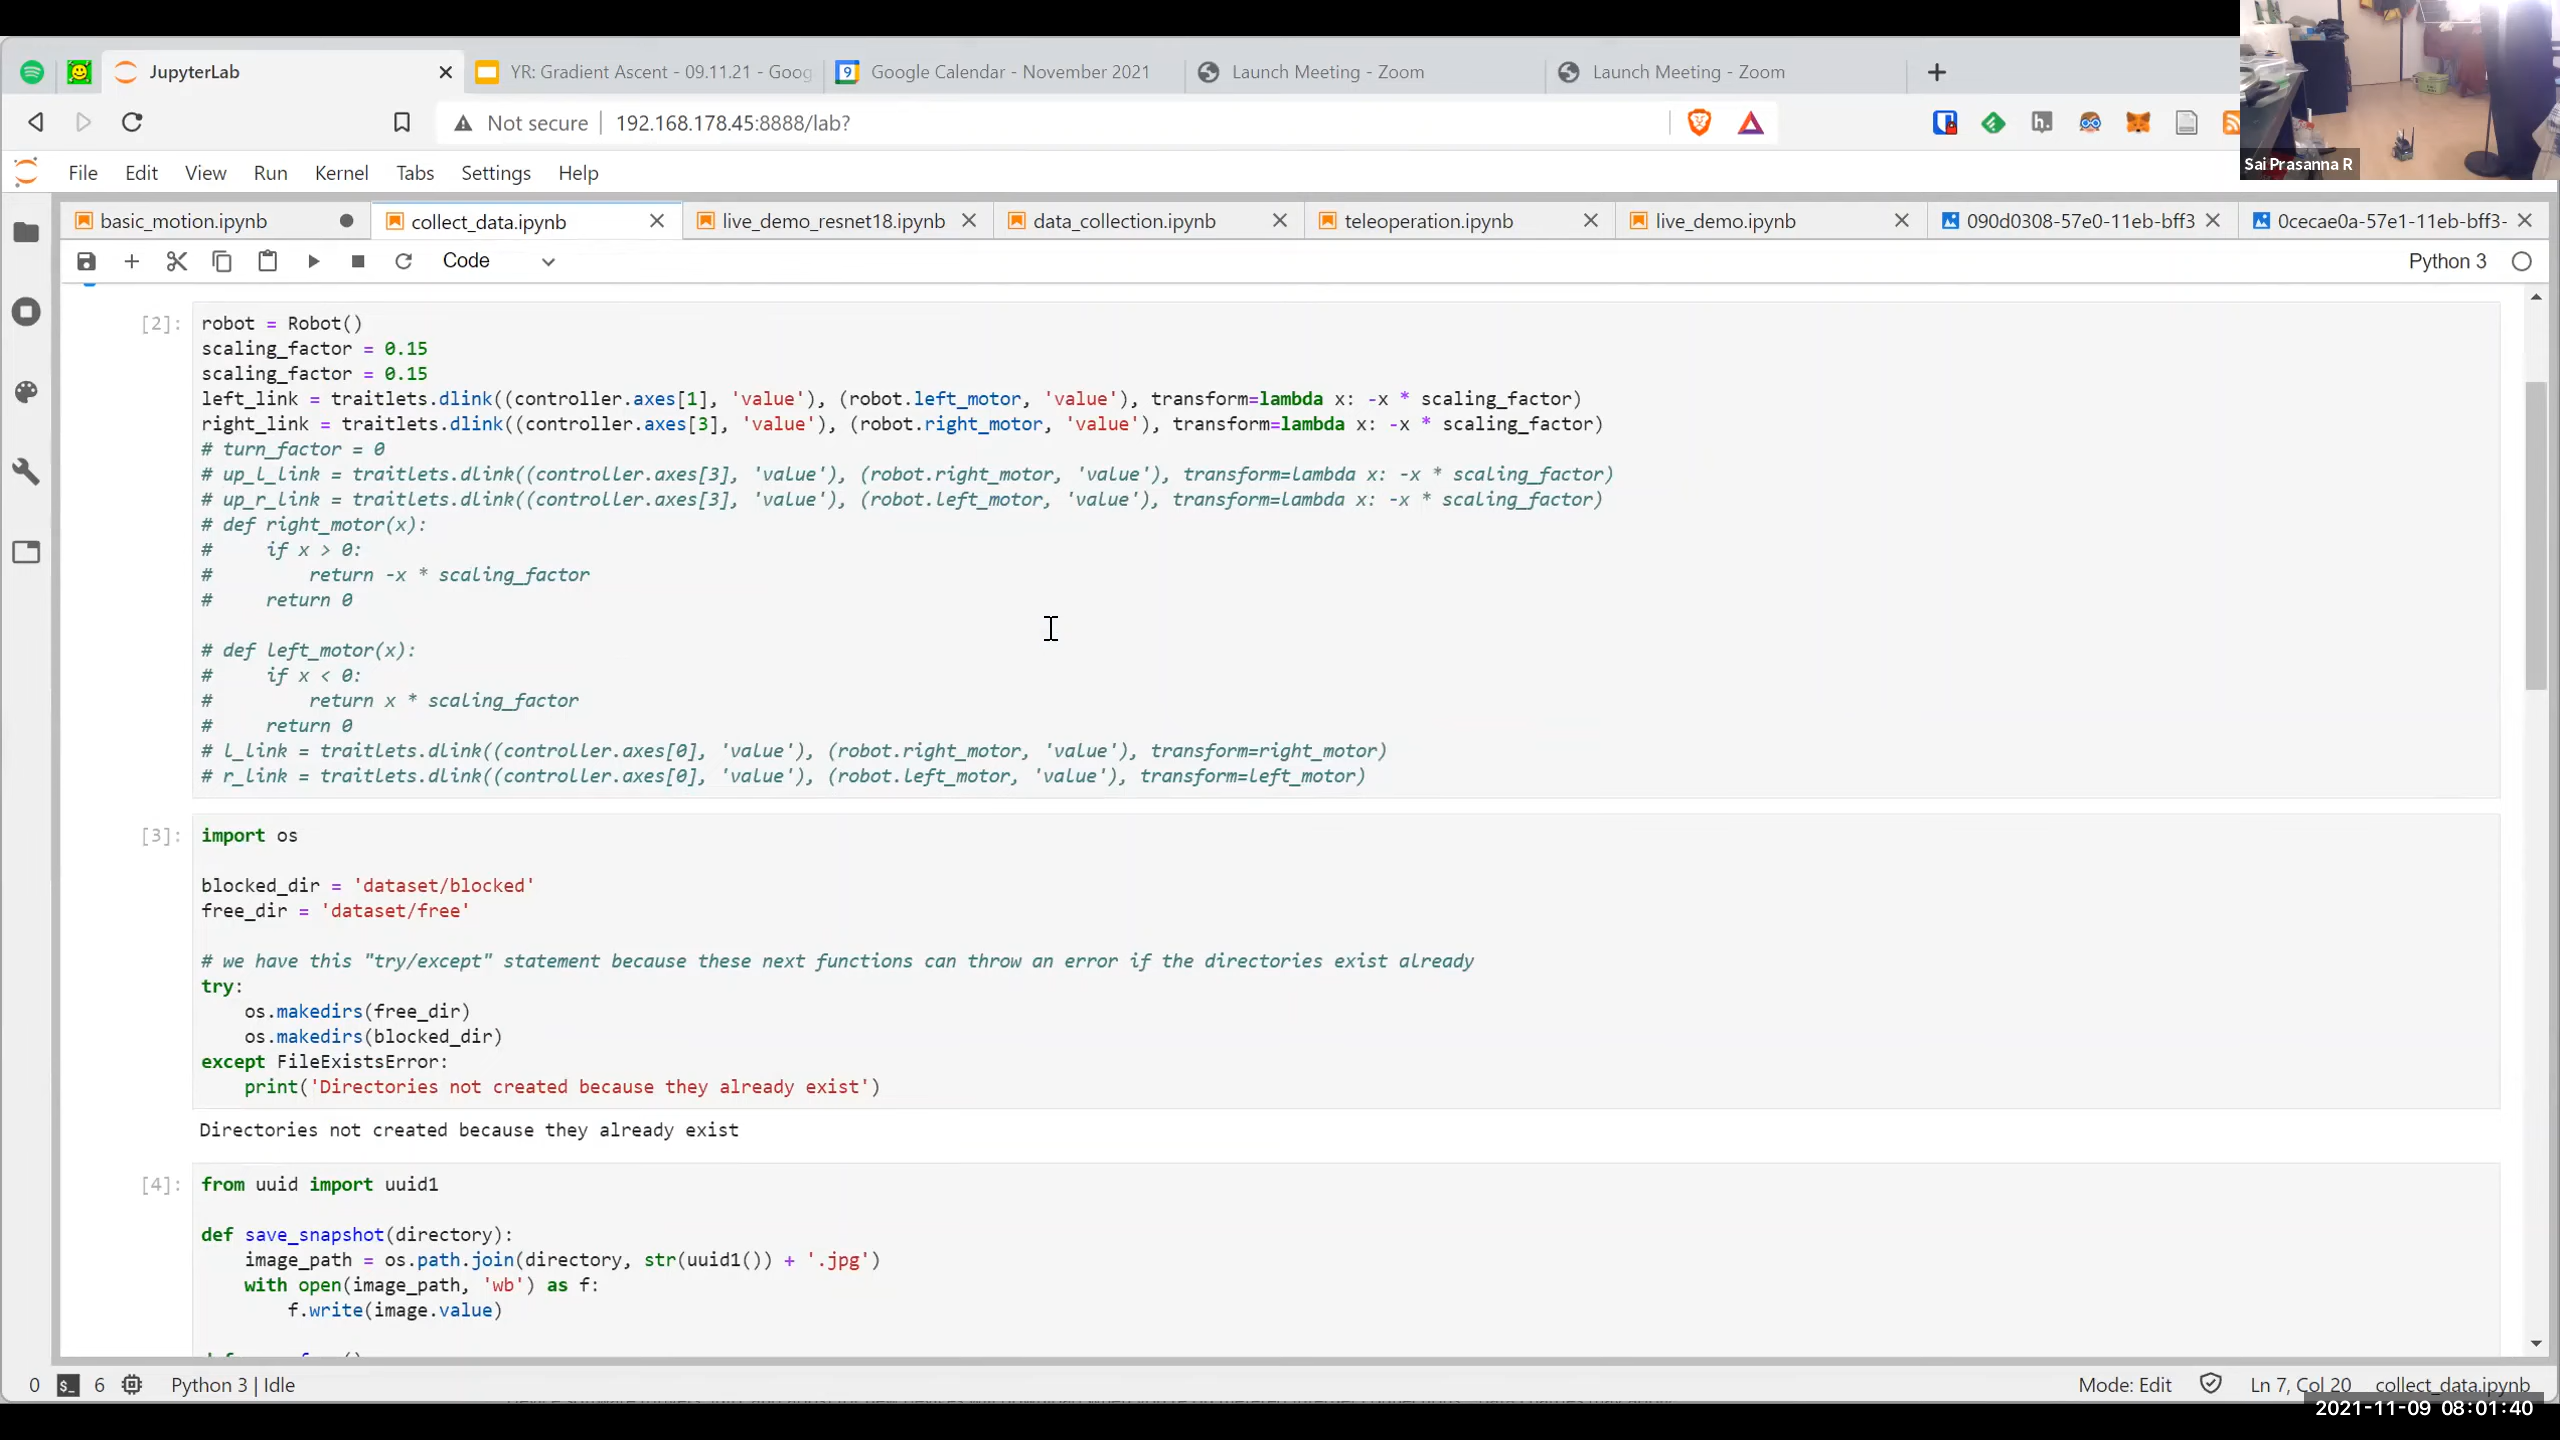 JupyterLab
YR: Gradient Ascent - 09.11.21 - Goog
9 Google Calendar - November 2021
Launch Meeting - Zoom
Launch Meeting - Zoom
Not secure 192.168.178.45:8888/lab?
h.
Sai Prasanna R
File Edit View Run Kernel Tabs Settings Help
basic_motion.ipynb
collect_data.ipynb
live_demo_resnet18.ipynb
data_collection.ipynb
teleoperation.ipynb
live_demo.ipynb
090d0308-57e0-11eb-bff3
0cecae0a-57e1-11eb-bff3-
Code
Python 3
[2]:
robot = Robot()
scaling_factor = 0.15
scaling_factor = 0.15
left_link = traitlets.dlink((controller.axes[1], 'value'), (robot.left_motor, 'value'), transform=lambda x: -x * scaling_factor)
right_link = traitlets.dlink((controller.axes[3], 'value'), (robot.right_motor, 'value'), transform=lambda x: -x * scaling_factor)
# turn_factor = 0
# up_l_link = traitlets.dlink((controller.axes[3], 'value'), (robot.right_motor, 'value'), transform=lambda x: -x * scaling_factor)
# up_r_link = traitlets.dlink((controller.axes[3], 'value'), (robot.left_motor, 'value'), transform=lambda x: -x * scaling_factor)
# def right_motor(x):
#     if x > 0:
#         return -x * scaling_factor
#     return 0
# def left_motor(x):
#     if x < 0:
#         return x * scaling_factor
#     return 0
# l_link = traitlets.dlink((controller.axes[0], 'value'), (robot.right_motor, 'value'), transform=right_motor)
# r_link = traitlets.dlink((controller.axes[0], 'value'), (robot.left_motor, 'value'), transform=left_motor)
[3]:
import os
blocked_dir = 'dataset/blocked'
free_dir = 'dataset/free'
# we have this "try/except" statement because these next functions can throw an error if the directories exist already
try:
    os.makedirs(free_dir)
    os.makedirs(blocked_dir)
except FileExistsError:
    print('Directories not created because they already exist')
Directories not created because they already exist
[4]:
from uuid import uuid1
def save_snapshot(directory):
    image_path = os.path.join(directory, str(uuid1()) + '.jpg')
    with open(image_path, 'wb') as f:
        f.write(image.value)
0 $_ 6 Python 3 | Idle
Mode: Edit Ln 7, Col 20 collect_data.ipynb
2021-11-09 08:01:40